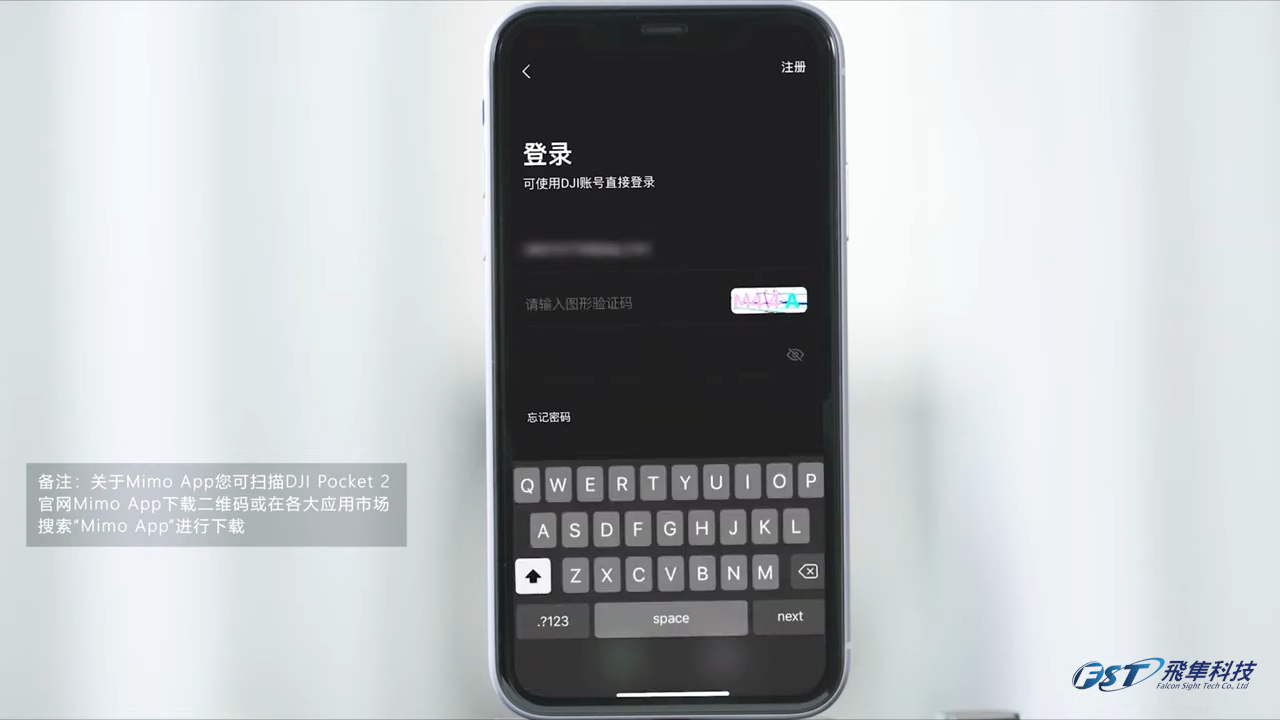 注册
登录
可使用DJI账号直接登录
请输入图形验证码
忘记密码
Q W E R T Y U I O P
A S D F G H J K L
Z X C V B N M
.?123 space next
备注：关于Mimo App您可扫描DJI Pocket 2
官网Mimo App下载二维码或在各大应用市场
搜索“Mimo App”进行下载
FST 飛隼科技
Falcon Sight Tech Co., Ltd